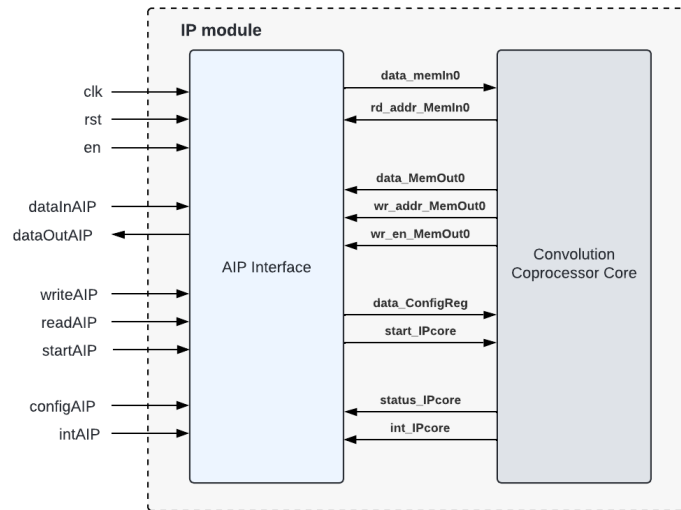 IP module
clk
rst
en
dataInAIP
dataOutAIP
writeAIP
readAIP
startAIP
configAIP
intAIP
AIP Interface
data_memIn0
rd_addr_MemIn0
data_MemOut0
wr_addr_MemOut0
wr_en_MemOut0
data_ConfigReg
start_IPcore
status_IPcore
int_IPcore
Convolution
Coprocessor Core